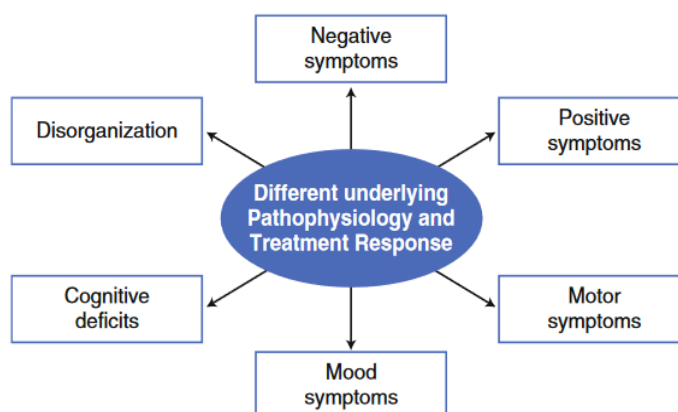 Negative
symptoms
Disorganization
Positive
symptoms
Different underlying
Pathophysiology and
Treatment Response
Cognitive
deficits
Motor
symptoms
Mood
symptoms